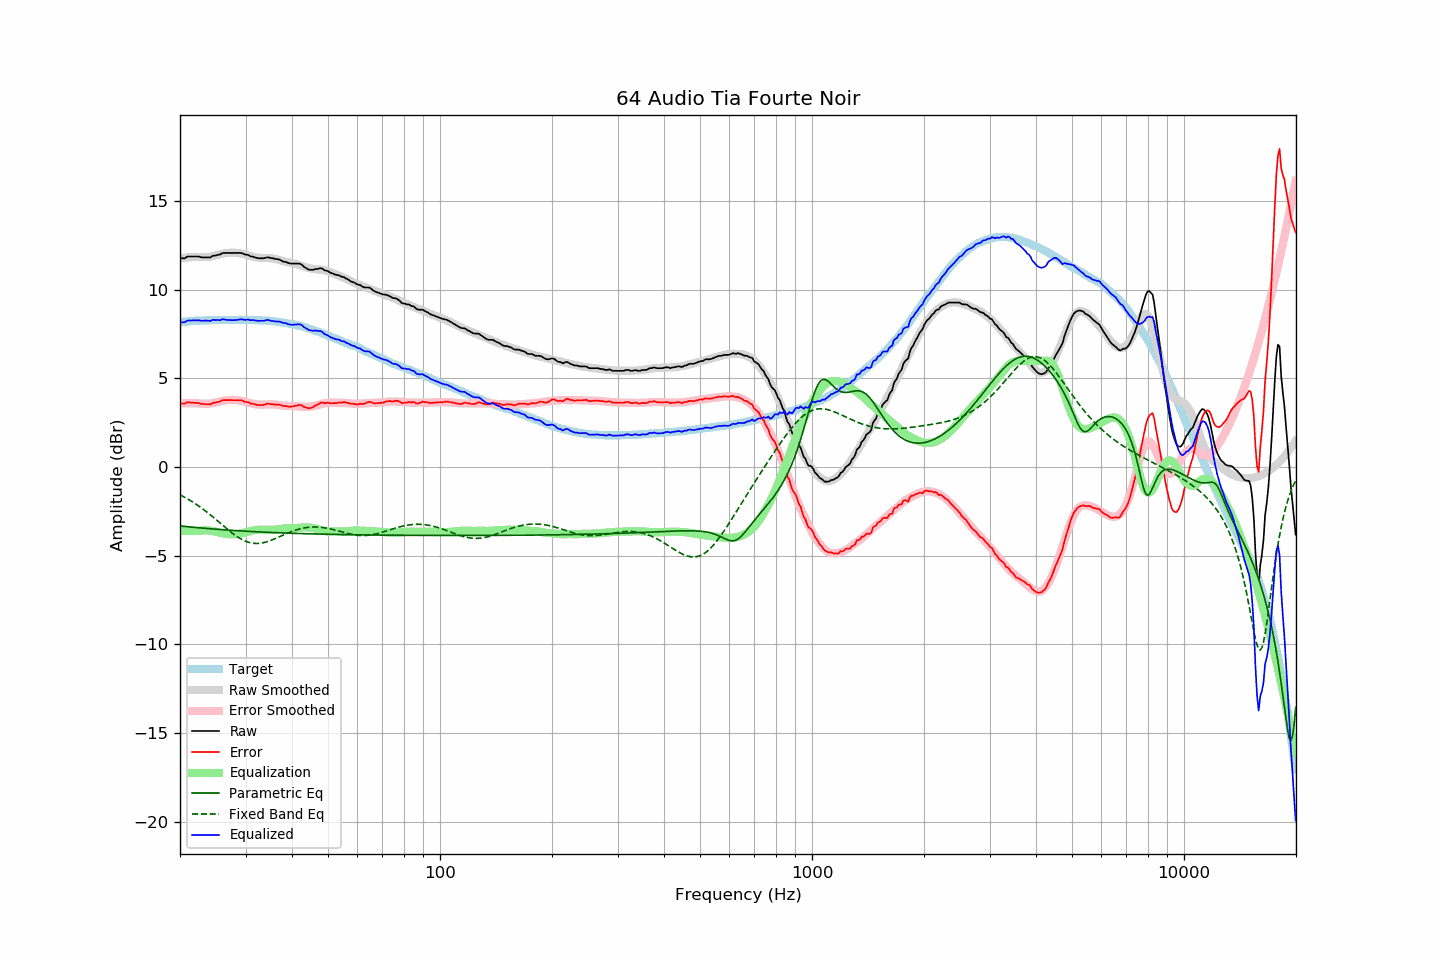 64 Audio Tia Fourte Noir
Amplitude (dBr)
15
10
5
0
−5
−10
−15
−20
Target
Raw Smoothed
Error Smoothed
Raw
Error
Equalization
Parametric Eq
Fixed Band Eq
Equalized
100
1000
10000
Frequency (Hz)